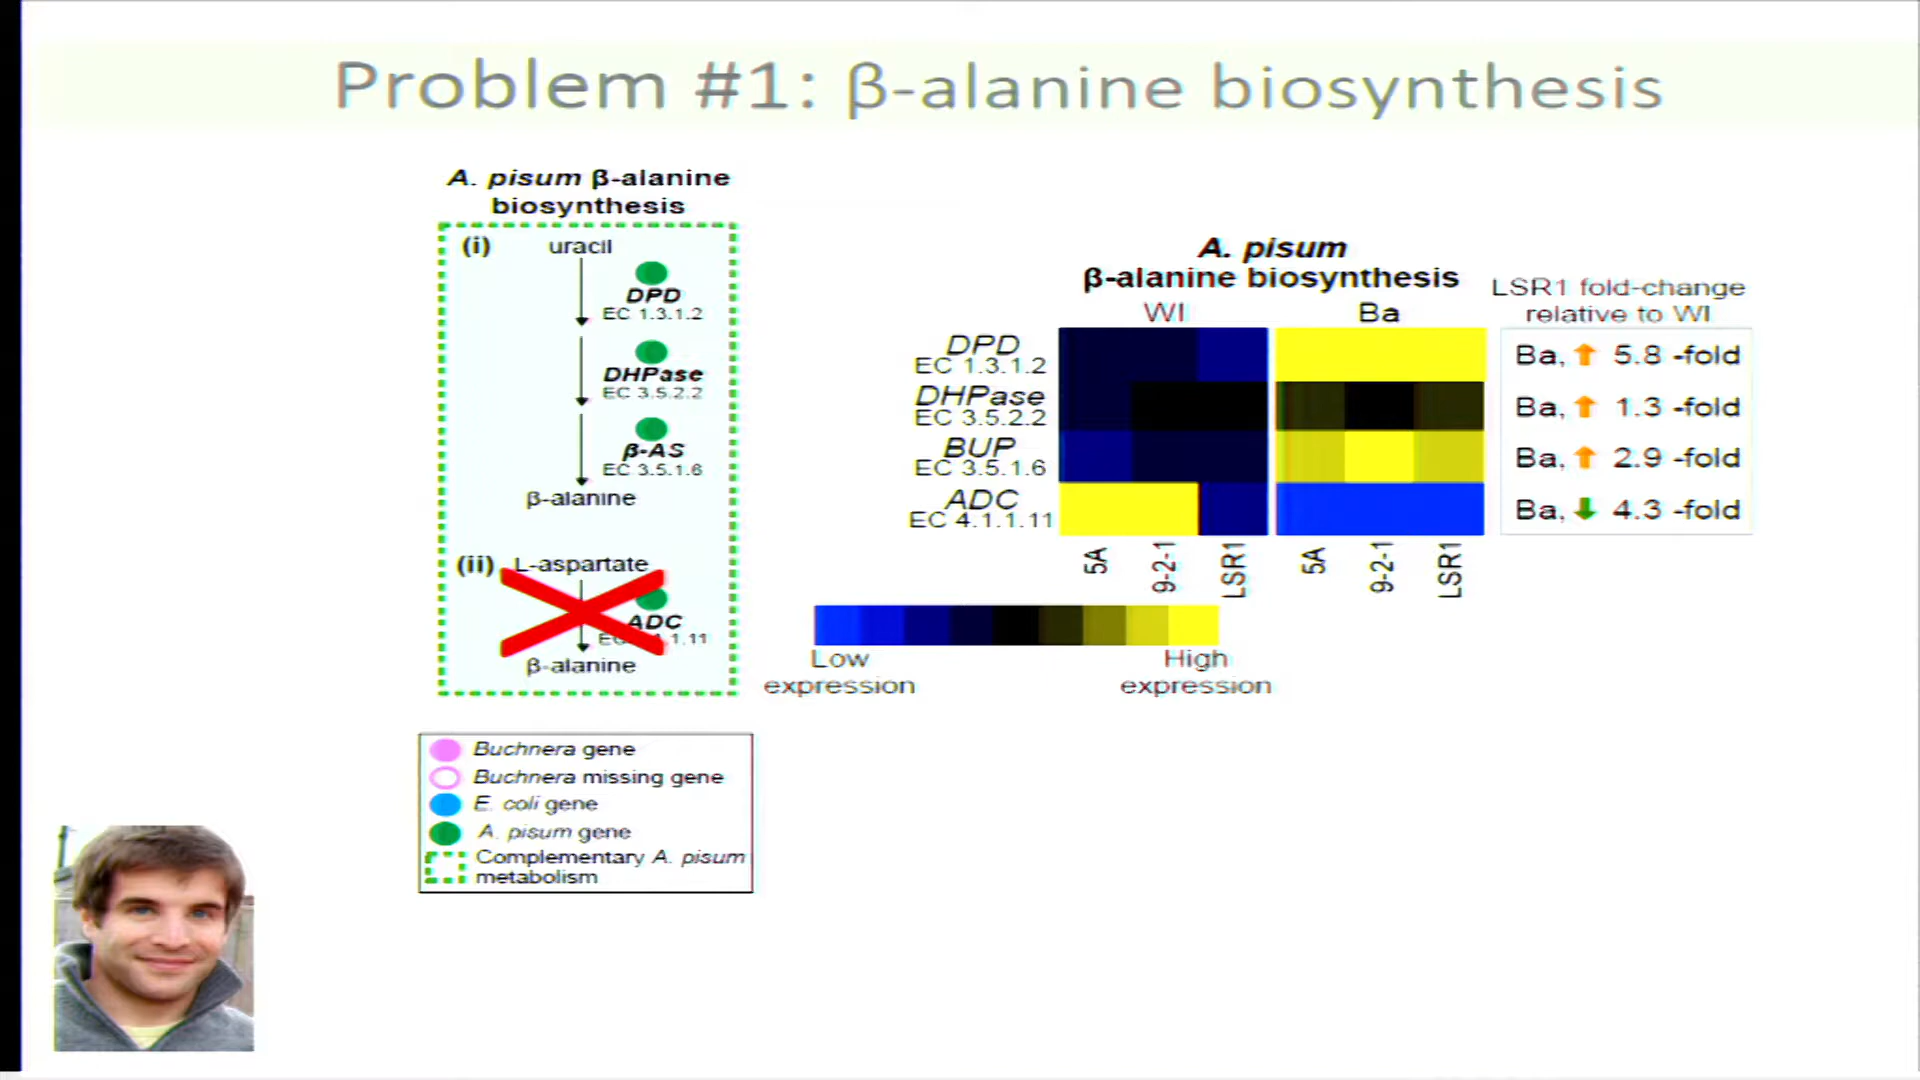 Problem #1: β-alanine biosynthesis
A. pisum β-alanine
biosynthesis
(i) uracil
DPD
EC 1.3.1.2
DHPase
EC 3.5.2.2
β-AS
EC 3.5.1.6
β-alanine
(ii) L-aspartate
ADC
β-alanine
Buchnera gene
Buchnera missing gene
E. coli gene
A. pisum gene
Complementary A. pisum
metabolism
A. pisum
β-alanine biosynthesis
WI Ba
LSR1 fold-change
relative to WI
DPD
EC 1.3.1.2
Ba, ↑ 5.8 -fold
DHPase
EC 3.5.2.2
Ba, ↑ 1.3 -fold
BUP
EC 3.5.1.6
Ba, ↑ 2.9 -fold
ADC
EC 4.1.1.11
Ba, ↓ 4.3 -fold
5A 9-2-1 LSR1 5A 9-2-1 LSR1
Low
expression
High
expression